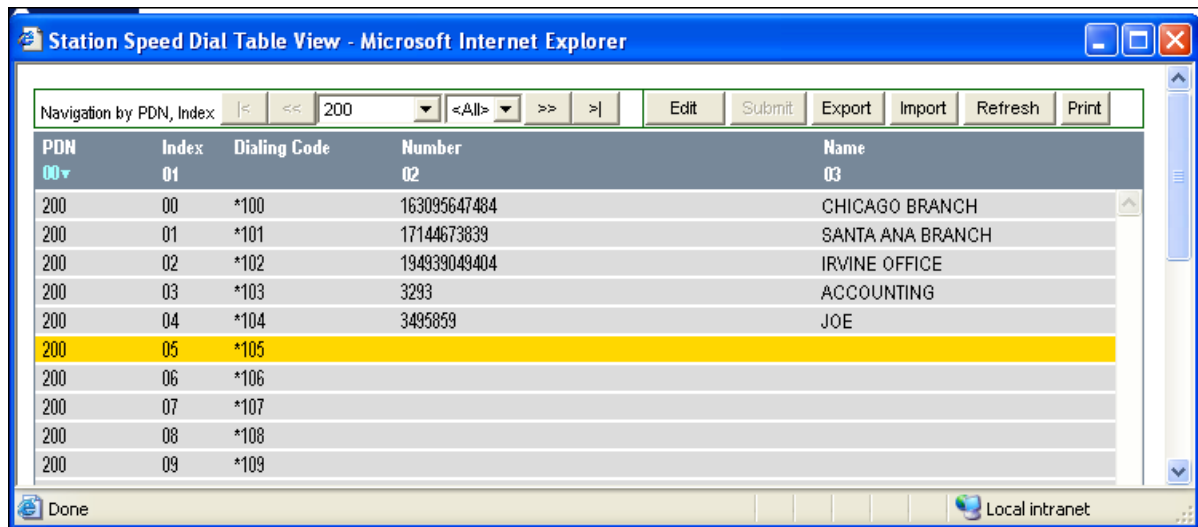 Station Speed Dial Table View - Microsoft Internet Explorer
Navigation by PDN, Index |< << 200 <All> >> >| Edit Submit Export Import Refresh Print
PDN Index Dialing Code Number Name
00 01 02 03
200 00 *100 163095647484 CHICAGO BRANCH
200 01 *101 17144673839 SANTA ANA BRANCH
200 02 *102 194939049404 IRVINE OFFICE
200 03 *103 3293 ACCOUNTING
200 04 *104 3495859 JOE
200 05 *105
200 06 *106
200 07 *107
200 08 *108
200 09 *109
Done Local intranet